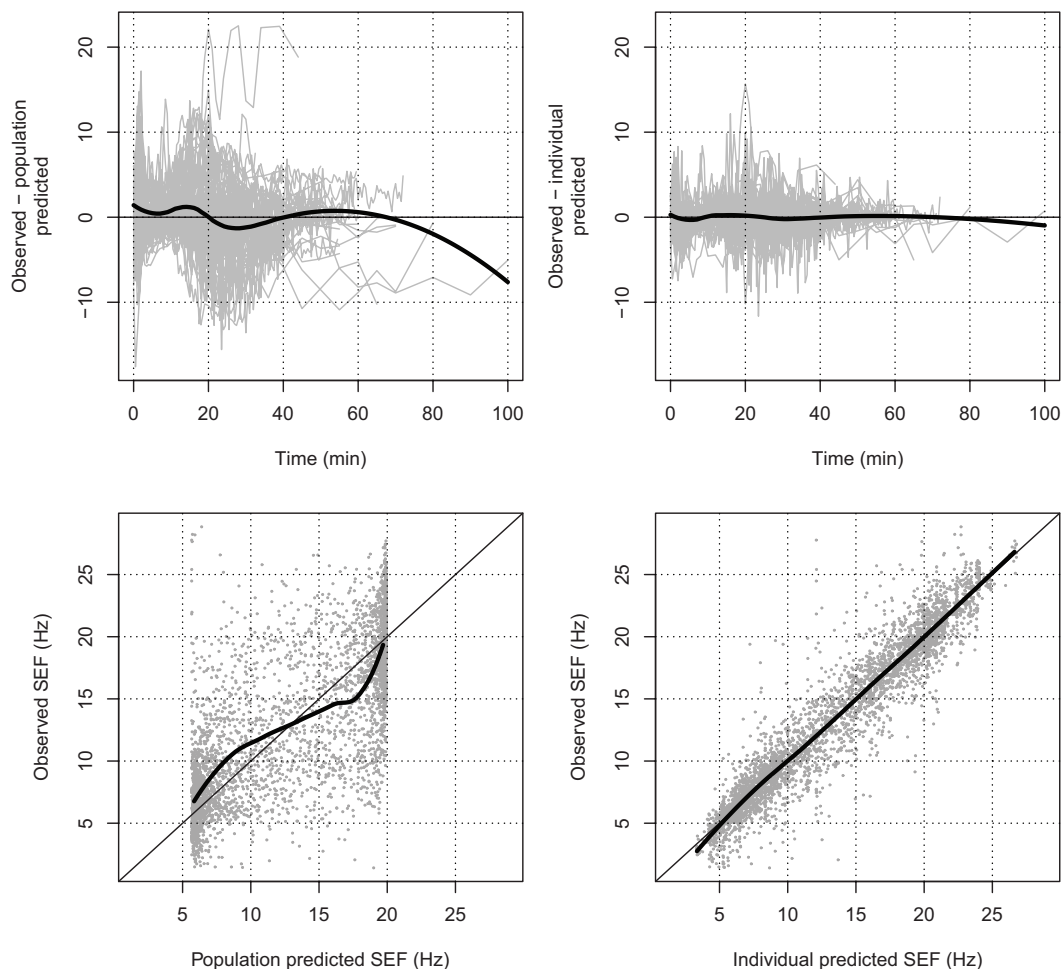 Observed − population
predicted
20
10
0
−10
0 20 40 60 80 100
Time (min)
Observed − individual
predicted
20
10
0
−10
0 20 40 60 80 100
Time (min)
Observed SEF (Hz)
25
20
15
10
5
5 10 15 20 25
Population predicted SEF (Hz)
Observed SEF (Hz)
25
20
15
10
5
5 10 15 20 25
Individual predicted SEF (Hz)